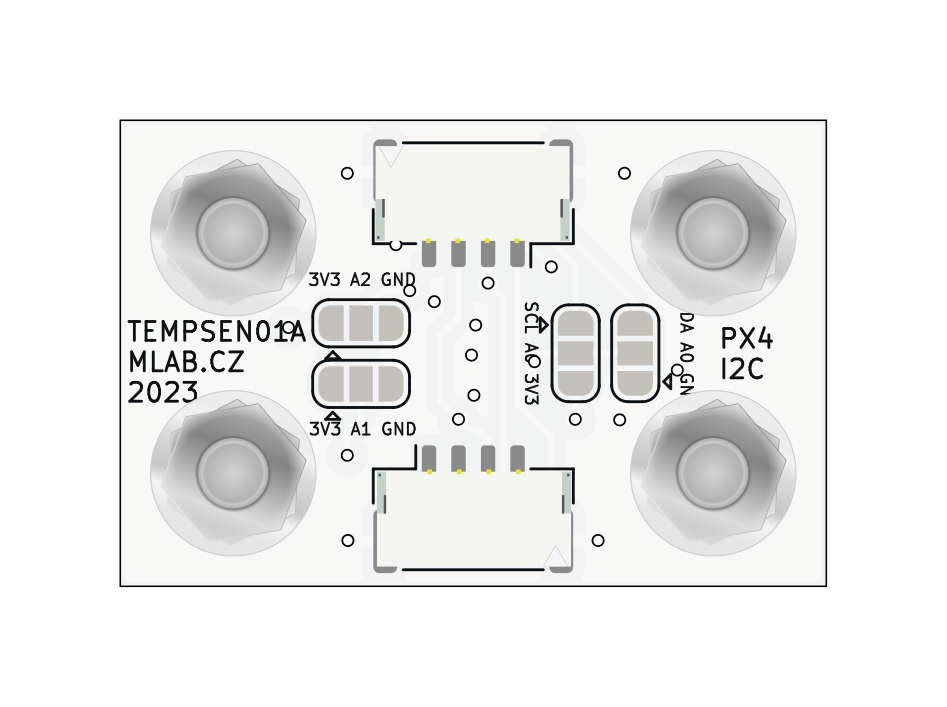 3V3 A2 GND
TEMPSEN01A
MLAB.CZ
2023
3V3 A1 GND
SCL A0 3V3
DA A0 GN
PX4
I2C